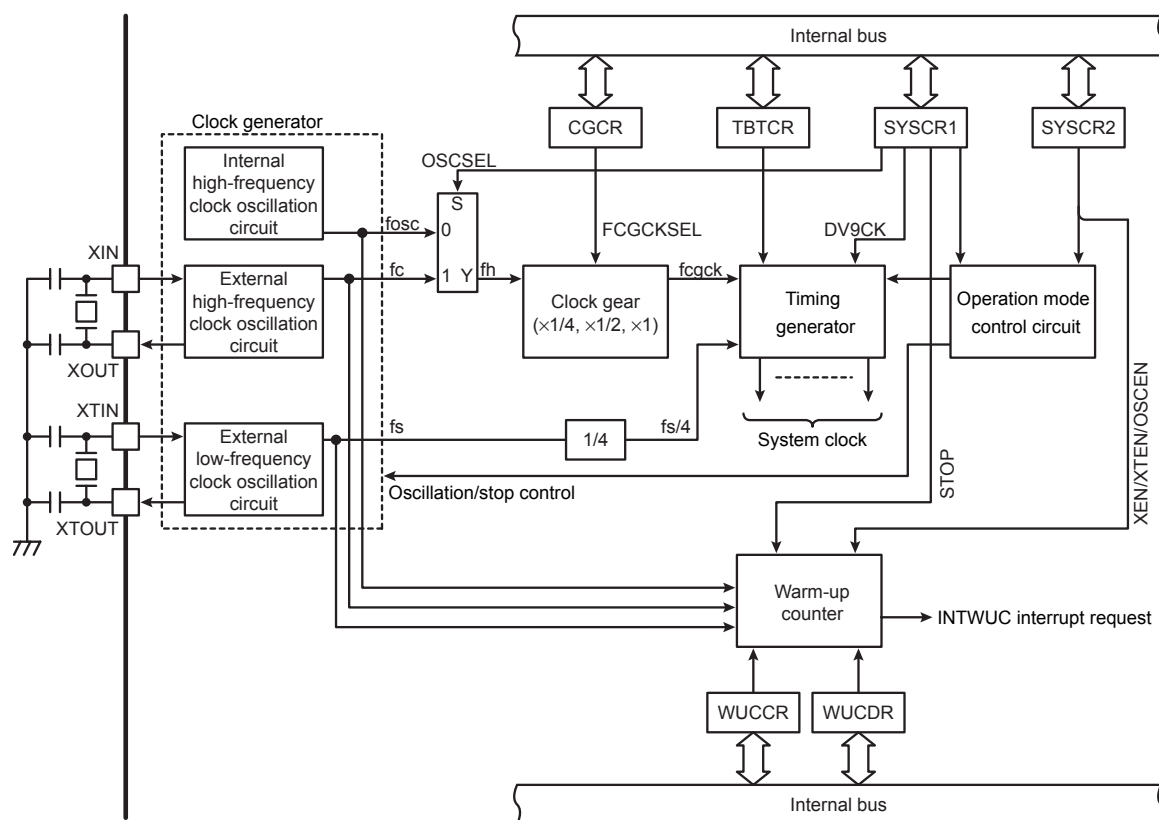 Internal bus
CGCR
TBTCR
SYSCR1
SYSCR2
Clock generator
Internal
high-frequency
clock oscillation
circuit
OSCSEL
S
0
1 Y
fosc
fc
fh
FCGCKSEL
DV9CK
fcgck
XIN
XOUT
External
high-frequency
clock oscillation
circuit
Clock gear
(×1/4, ×1/2, ×1)
Timing
generator
Operation mode
control circuit
XTIN
XTOUT
External
low-frequency
clock oscillation
circuit
fs
1/4
fs/4
System clock
Oscillation/stop control
STOP
XEN/XTEN/OSCEN
Warm-up
counter
INTWUC interrupt request
WUCCR
WUCDR
Internal bus